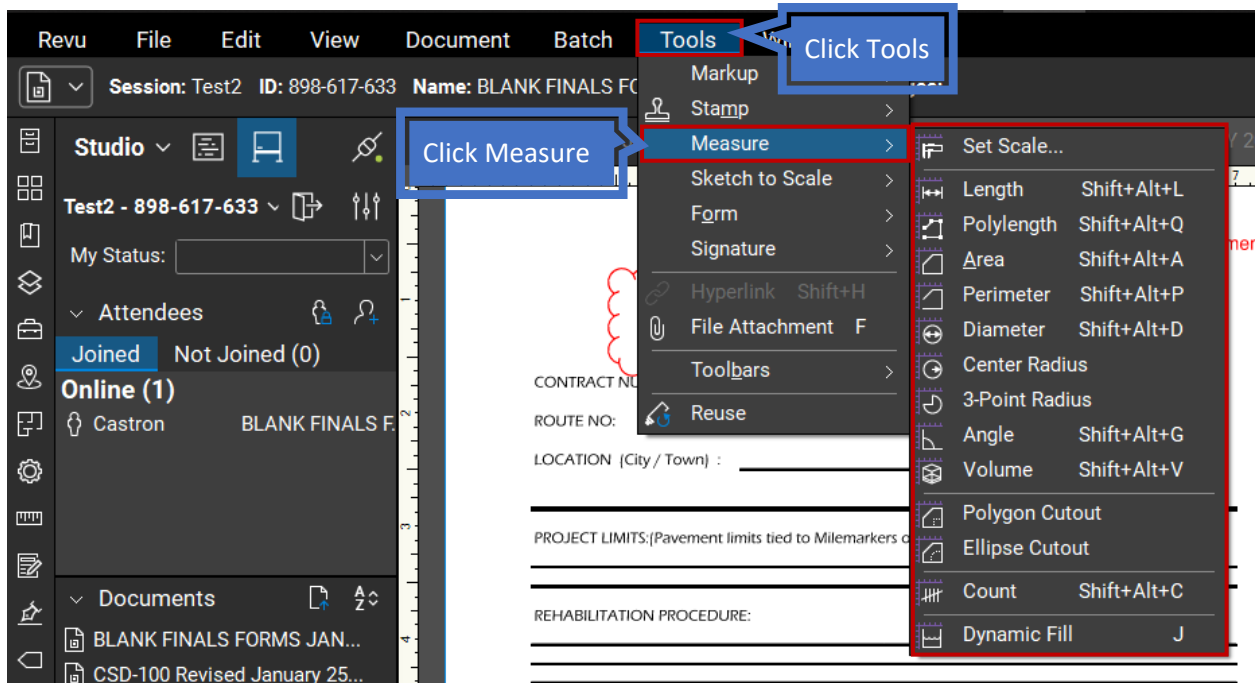 Revu File Edit View Document Batch Tools
Click Tools
Session: Test2 ID: 898-617-633 Name: BLANK FINALS FO
Markup
Stamp
Studio
Click Measure
Measure
Set Scale...
Sketch to Scale
Length Shift+Alt+L
Test2 - 898-617-633
Form
Polylength Shift+Alt+Q
My Status:
Signature
Area Shift+Alt+A
Hyperlink Shift+H
Perimeter Shift+Alt+P
Attendees
File Attachment F
Diameter Shift+Alt+D
Joined Not Joined (0)
Toolbars
Center Radius
Online (1)
CONTRACT NU
3-Point Radius
Castron BLANK FINALS F.
ROUTE NO:
Reuse
Angle Shift+Alt+G
LOCATION (City / Town) :
Volume Shift+Alt+V
Polygon Cutout
PROJECT LIMITS:(Pavement limits tied to Milemarkers o
Ellipse Cutout
Documents
REHABILITATION PROCEDURE:
Count Shift+Alt+C
BLANK FINALS FORMS JAN...
Dynamic Fill J
CSD-100 Revised January 25...